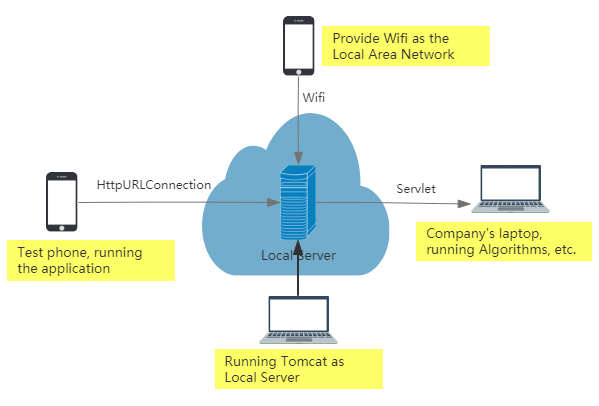 Provide Wifi as the
Local Area Network
Wifi
HttpURLConnection
Servlet
Test phone, running
the application
Local Server
Company's laptop,
running Algorithms, etc.
Running Tomcat as
Local Server